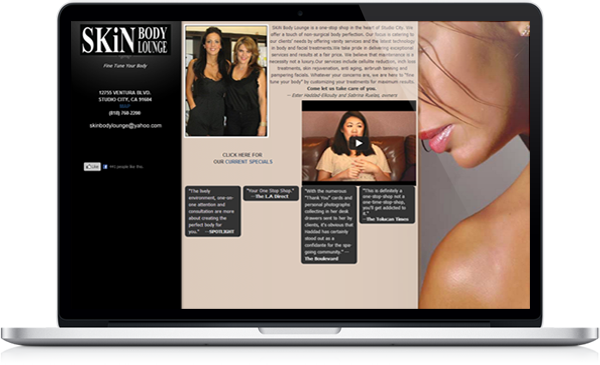 SKiN BODY
LOUNGE
Fine Tune Your Body
12755 VENTURA BLVD.
STUDIO CITY, CA 91604
MAP
(818) 760-2200
skinbodylounge@yahoo.com
Like
people like this.
SKiN Body Lounge is a one-stop shop in the heart of Studio City. We
offer a touch of non-surgical body perfection. Our focus is catering to
our clients' needs by offering vanity services and the latest technology
in body and facial treatments.We take pride in delivering exceptional
services and results at a fair price. We believe that maintenance is a
necessity not a luxury.Our services include cellulite reduction, inch loss
treatments, skin rejuvenation, anti aging, airbrush tanning and
pampering facials. Whatever your concerns are, we are here to "fine
tune your body" by customizing your treatments for maximum results.
Come let us take care of you.
— Ester Haddad-Elkouby and Sabrina Ruelas, owners
CLICK HERE FOR
OUR CURRENT SPECIALS
"The lively
environment, one-on-
one attention and
consultation are more
about creating the
perfect body for
you." —SPOTLIGHT
"Your One Stop Shop."
—The L.A Direct
"With the numerous
"Thank You" cards and
personal photographs
collecting in her desk
drawers sent to her by
clients, it's obvious that
Haddad has certainly
stood out as a
confidante for the spa-
going community." —
The Boulevard
"This is definitely a
one-stop-shop not a
one-time-stop-shop,
you'll get addicted to
it."
—The Tolucan Times